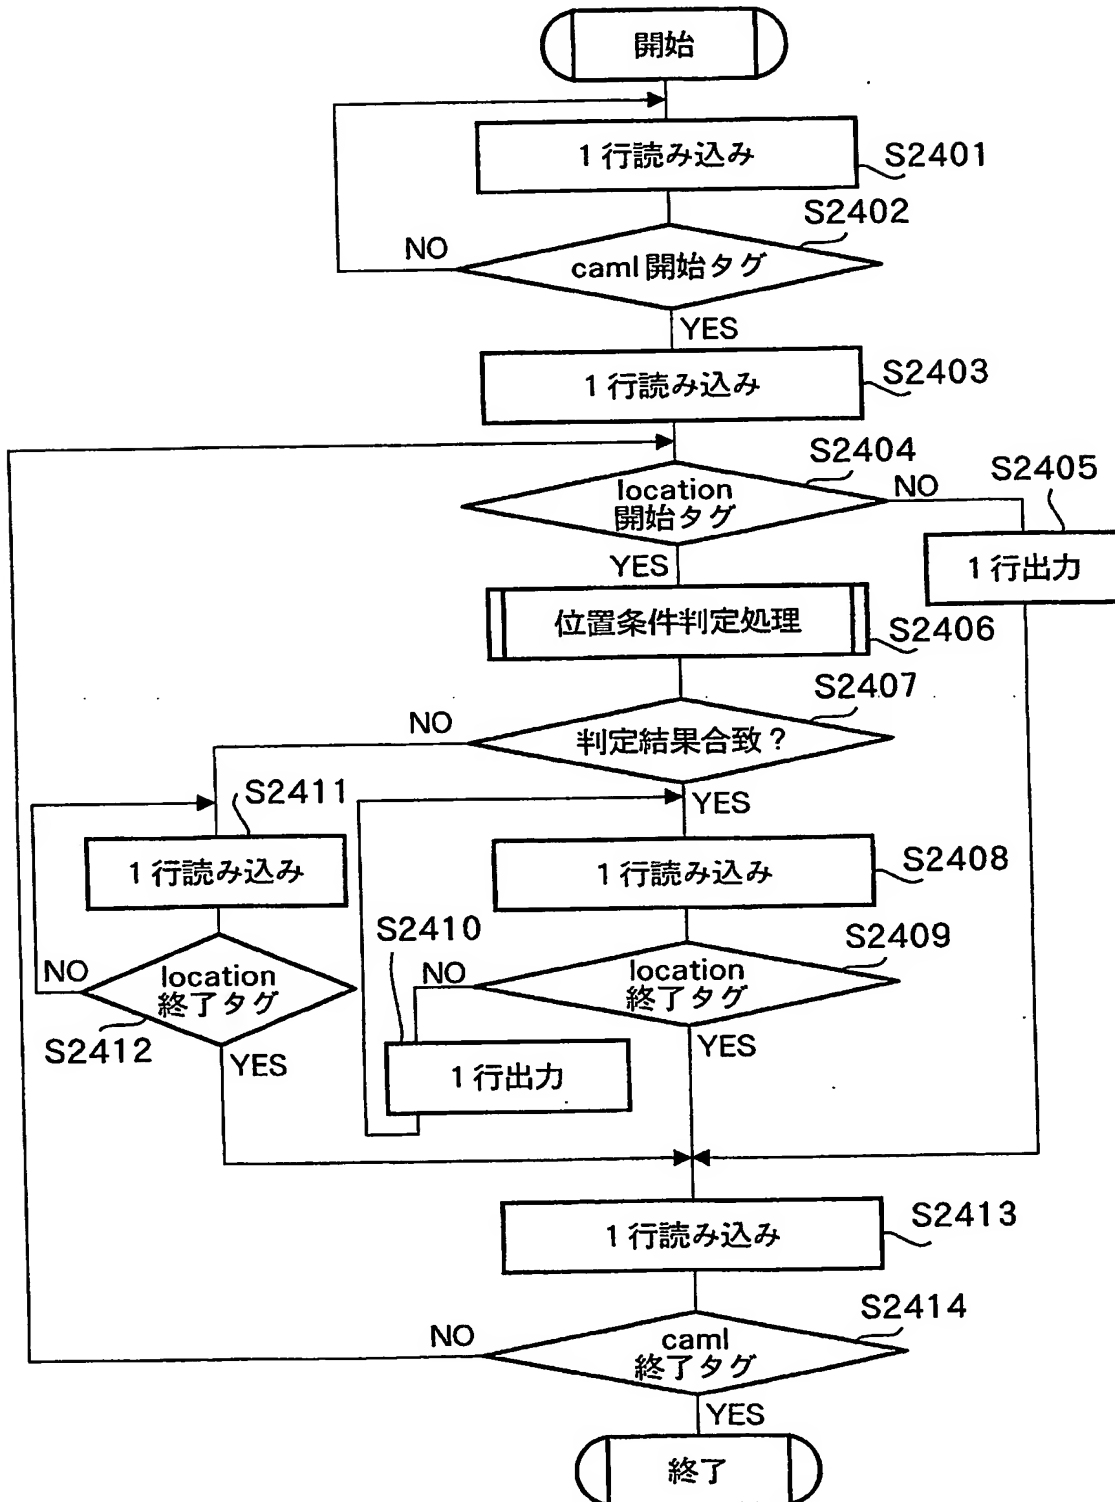 開始
1行読み込み
S2401
S2402
NO
caml開始タグ
YES
1行読み込み
S2403
S2404
location
開始タグ
NO
S2405
YES
1行出力
位置条件判定処理
S2406
S2407
NO
判定結果合致?
YES
S2411
1行読み込み
1行読み込み
S2408
S2410
S2409
NO
location
終了タグ
NO
location
終了タグ
S2412
YES
YES
1行出力
1行読み込み
S2413
S2414
NO
caml
終了タグ
YES
終了